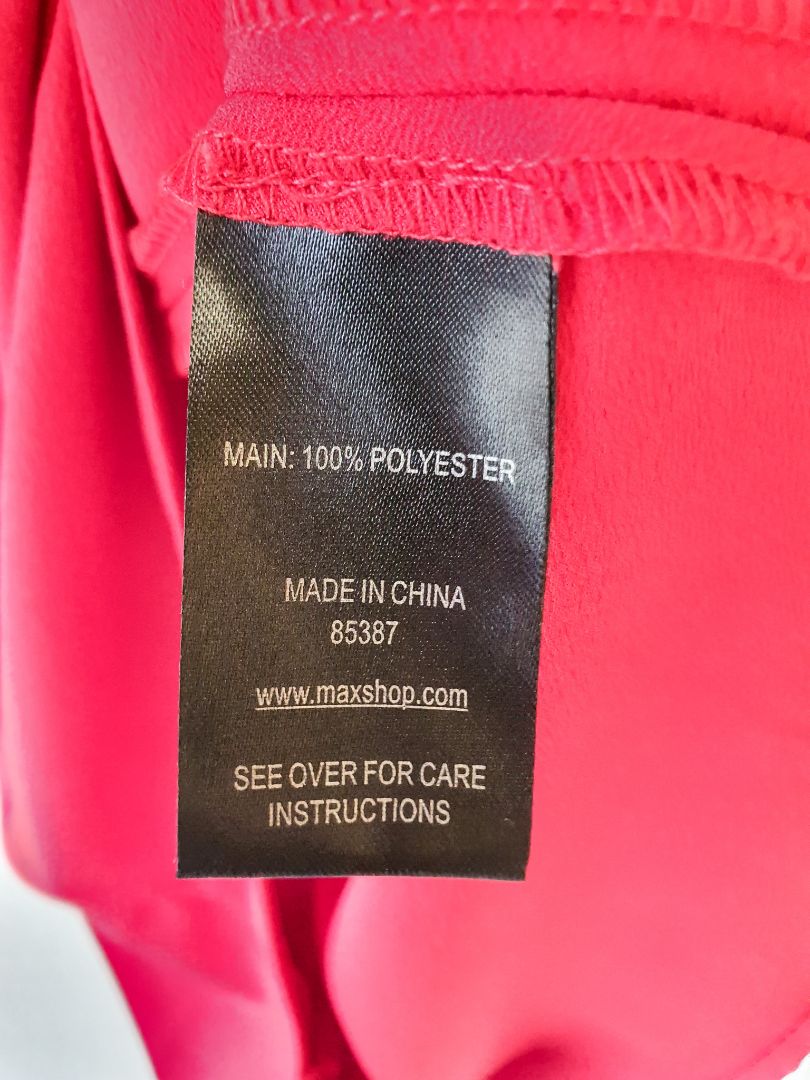 MAIN: 100% POLYESTER
MADE IN CHINA
85387
www.maxshop.com
SEE OVER FOR CARE
INSTRUCTIONS